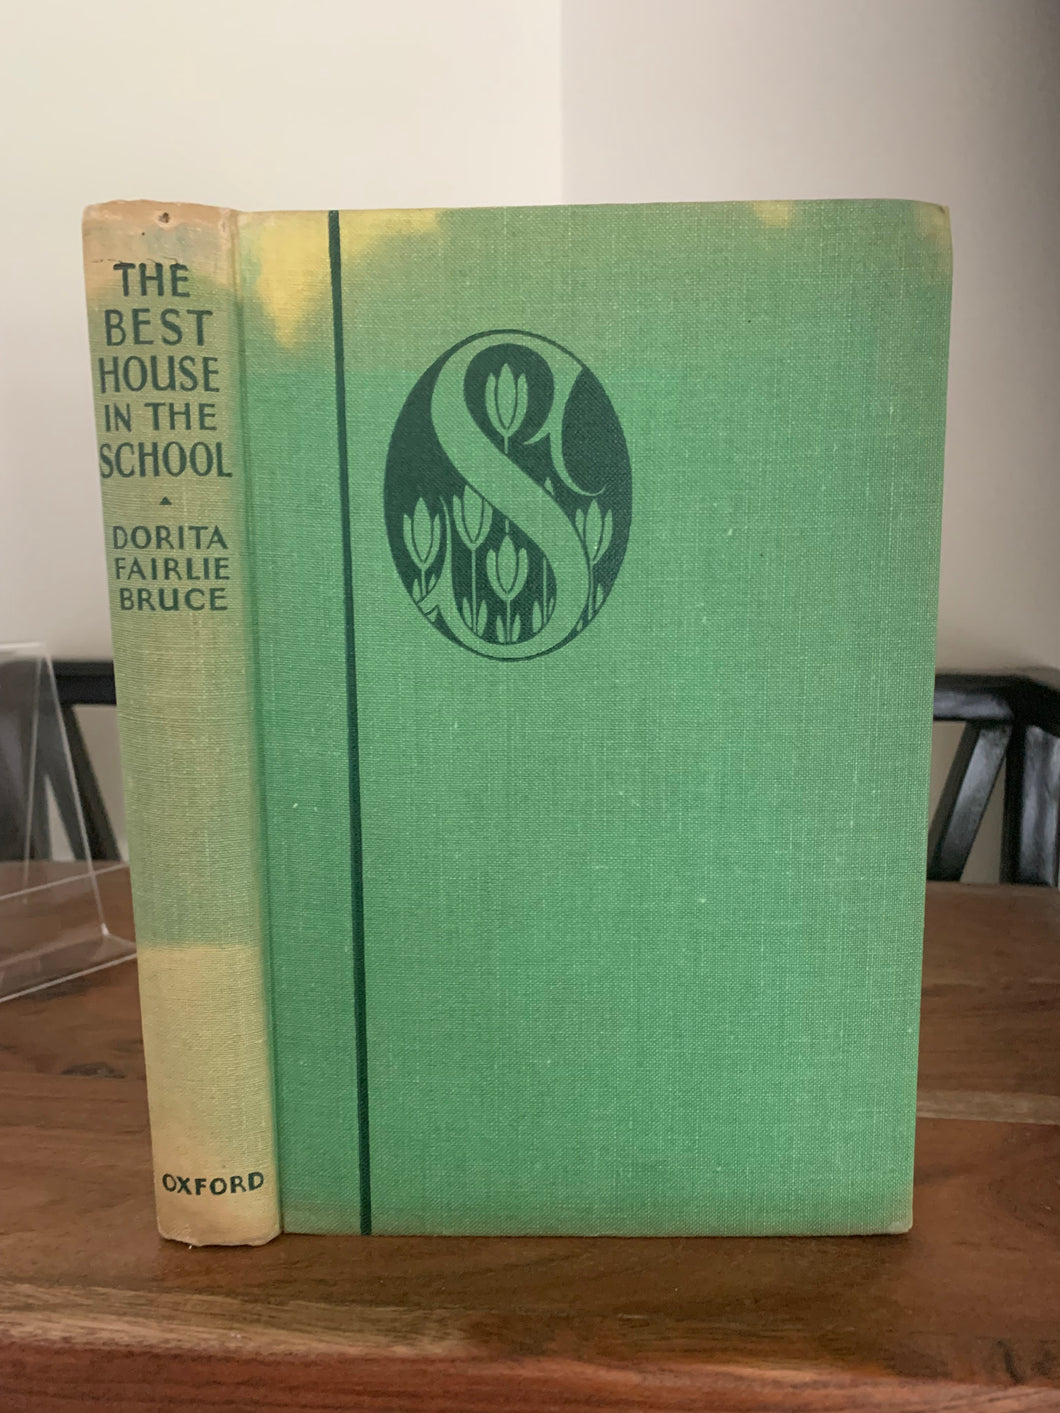 THE
BEST
HOUSE
IN THE
SCHOOL
DORITA
FAIRLIE
BRUCE
OXFORD
S